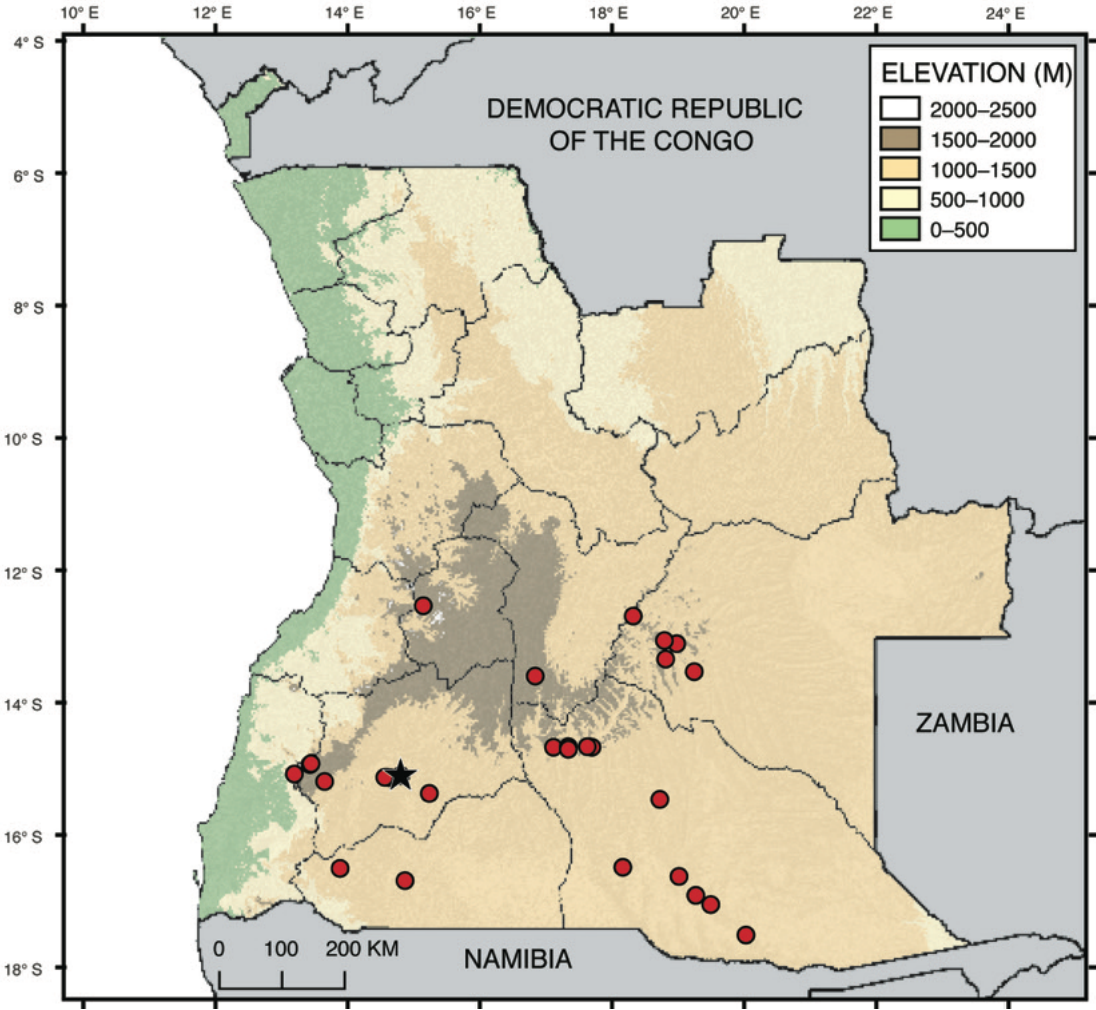 10° E 12° E 14° E 16° E 18° E 20° E 22° E 24° E
4° S
ELEVATION (M)
2000–2500
1500–2000
1000–1500
500–1000
0–500
DEMOCRATIC REPUBLIC
OF THE CONGO
6° S
8° S
10° S
12° S
14° S
ZAMBIA
16° S
0 100 200 KM
NAMIBIA
18° S